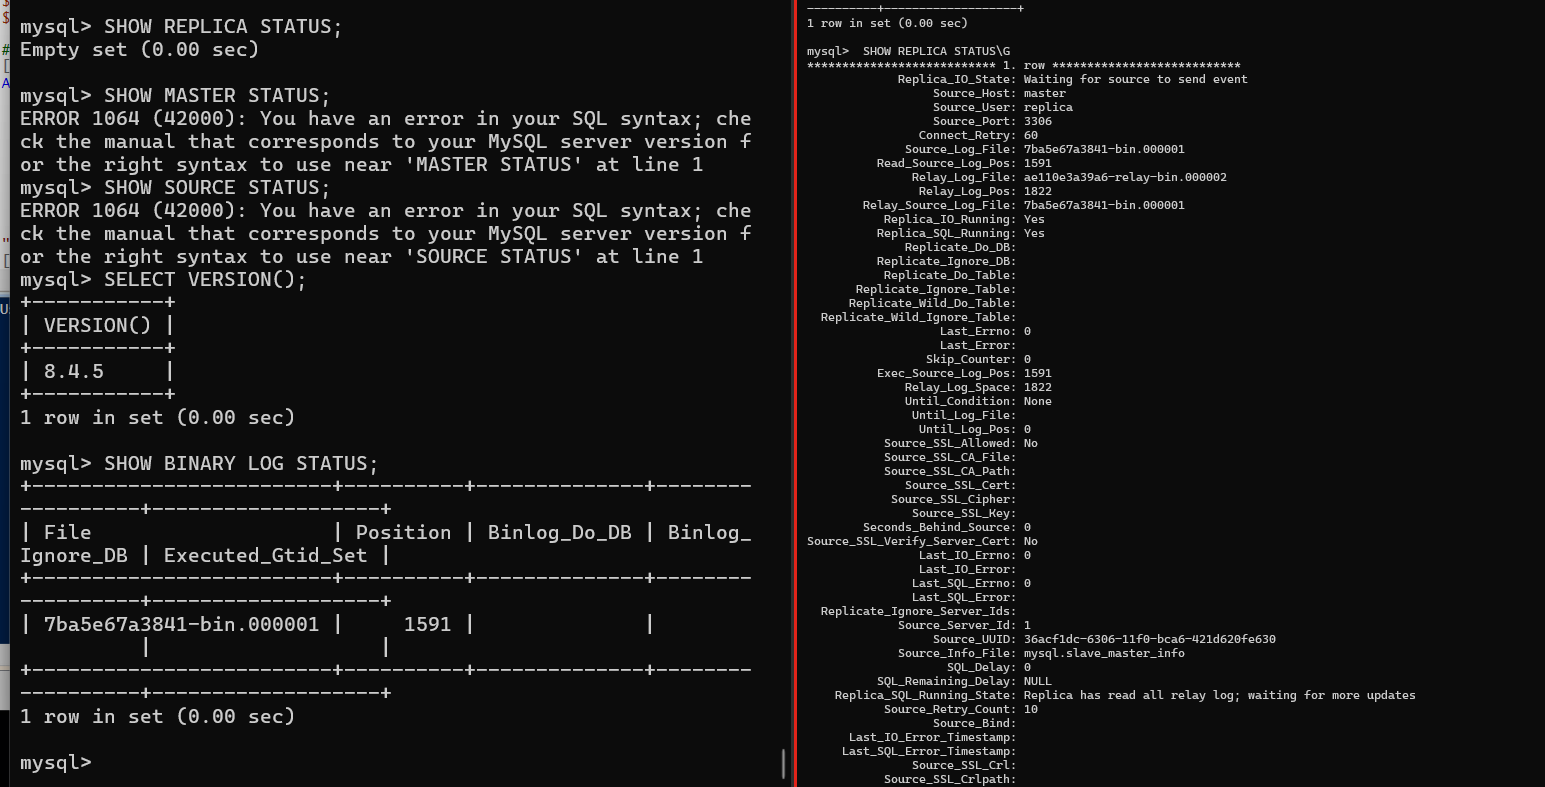 mysql> SHOW REPLICA STATUS;
Empty set (0.00 sec)
mysql> SHOW MASTER STATUS;
ERROR 1064 (42000): You have an error in your SQL syntax; che
ck the manual that corresponds to your MySQL server version f
or the right syntax to use near 'MASTER STATUS' at line 1
mysql> SHOW SOURCE STATUS;
ERROR 1064 (42000): You have an error in your SQL syntax; che
ck the manual that corresponds to your MySQL server version f
or the right syntax to use near 'SOURCE STATUS' at line 1
mysql> SELECT VERSION();
+-----------+
| VERSION() |
+-----------+
| 8.4.5     |
+-----------+
1 row in set (0.00 sec)
mysql> SHOW BINARY LOG STATUS;
+--------------------------+----------+--------------+--------
----------+-------------------+
| File                    | Position | Binlog_Do_DB | Binlog_
Ignore_DB | Executed_Gtid_Set |
+--------------------------+----------+--------------+--------
----------+-------------------+
| 7ba5e67a3841-bin.000001 |     1591 |              |
          |                   |
+--------------------------+----------+--------------+--------
----------+-------------------+
1 row in set (0.00 sec)
mysql>
----------+-------------------+
1 row in set (0.00 sec)
mysql>  SHOW REPLICA STATUS\G
*************************** 1. row ***************************
Replica_IO_State: Waiting for source to send event
Source_Host: master
Source_User: replica
Source_Port: 3306
Connect_Retry: 60
Source_Log_File: 7ba5e67a3841-bin.000001
Read_Source_Log_Pos: 1591
Relay_Log_File: ae110e3a39a6-relay-bin.000002
Relay_Log_Pos: 1822
Relay_Source_Log_File: 7ba5e67a3841-bin.000001
Replica_IO_Running: Yes
Replica_SQL_Running: Yes
Replicate_Do_DB:
Replicate_Ignore_DB:
Replicate_Do_Table:
Replicate_Ignore_Table:
Replicate_Wild_Do_Table:
Replicate_Wild_Ignore_Table:
Last_Errno: 0
Last_Error:
Skip_Counter: 0
Exec_Source_Log_Pos: 1591
Relay_Log_Space: 1822
Until_Condition: None
Until_Log_File:
Until_Log_Pos: 0
Source_SSL_Allowed: No
Source_SSL_CA_File:
Source_SSL_CA_Path:
Source_SSL_Cert:
Source_SSL_Cipher:
Source_SSL_Key:
Seconds_Behind_Source: 0
Source_SSL_Verify_Server_Cert: No
Last_IO_Errno: 0
Last_IO_Error:
Last_SQL_Errno: 0
Last_SQL_Error:
Replicate_Ignore_Server_Ids:
Source_Server_Id: 1
Source_UUID: 36acf1dc-6306-11f0-bca6-421d620fe630
Source_Info_File: mysql.slave_master_info
SQL_Delay: 0
SQL_Remaining_Delay: NULL
Replica_SQL_Running_State: Replica has read all relay log; waiting for more updates
Source_Retry_Count: 10
Source_Bind:
Last_IO_Error_Timestamp:
Last_SQL_Error_Timestamp:
Source_SSL_Crl:
Source_SSL_Crlpath: